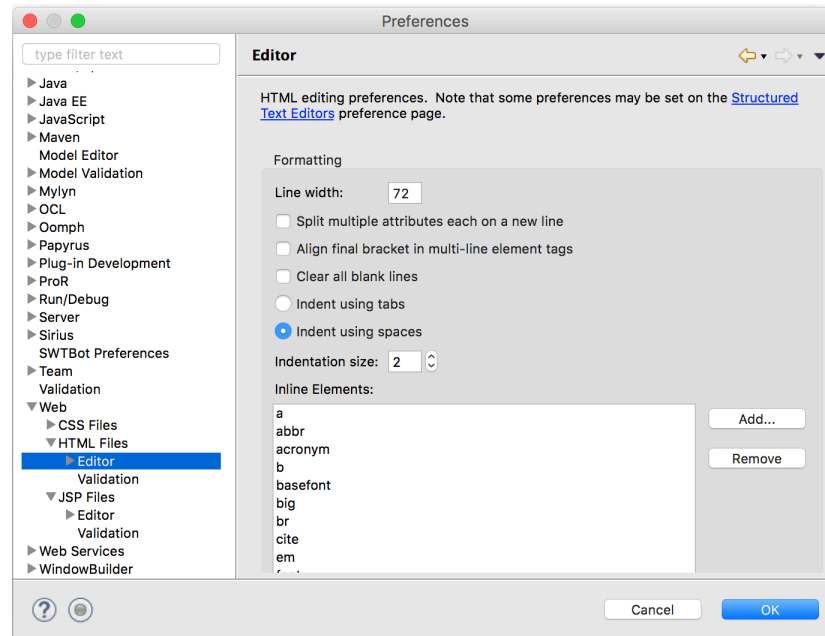 Preferences
type filter text
Java
Java EE
JavaScript
Maven
Model Editor
Model Validation
Mylyn
OCL
Oomph
Papyrus
Plug-in Development
ProR
Run/Debug
Server
Sirius
SWTBot Preferences
Team
Validation
Web
CSS Files
HTML Files
Editor
Validation
JSP Files
Editor
Validation
Web Services
WindowBuilder
Editor
HTML editing preferences.  Note that some preferences may be set on the Structured
Text Editors preference page.
Formatting
Line width: 72
Split multiple attributes each on a new line
Align final bracket in multi-line element tags
Clear all blank lines
Indent using tabs
Indent using spaces
Indentation size: 2
Inline Elements:
a
abbr
acronym
b
basefont
big
br
cite
em
Add...
Remove
?
Cancel
OK